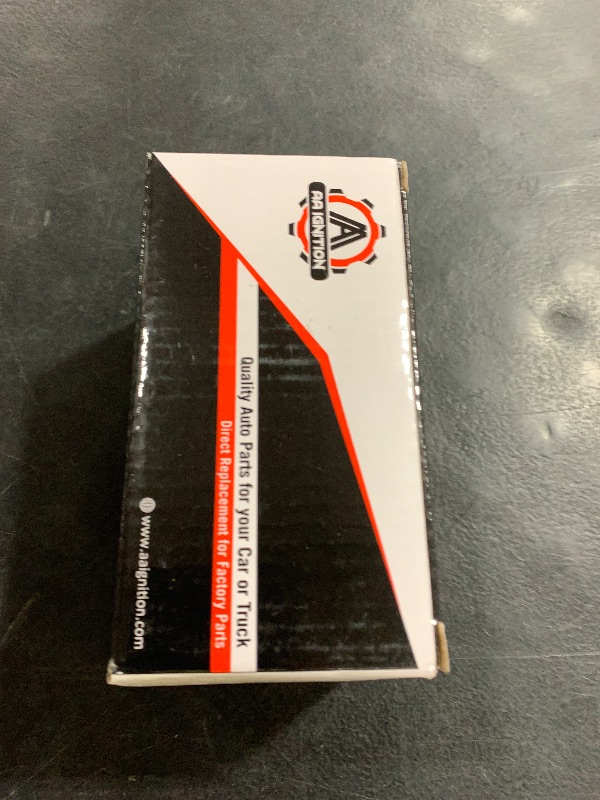 AA IGNITION
Quality Auto Parts for your Car or Truck
Direct Replacement for Factory Parts
www.aaignition.com